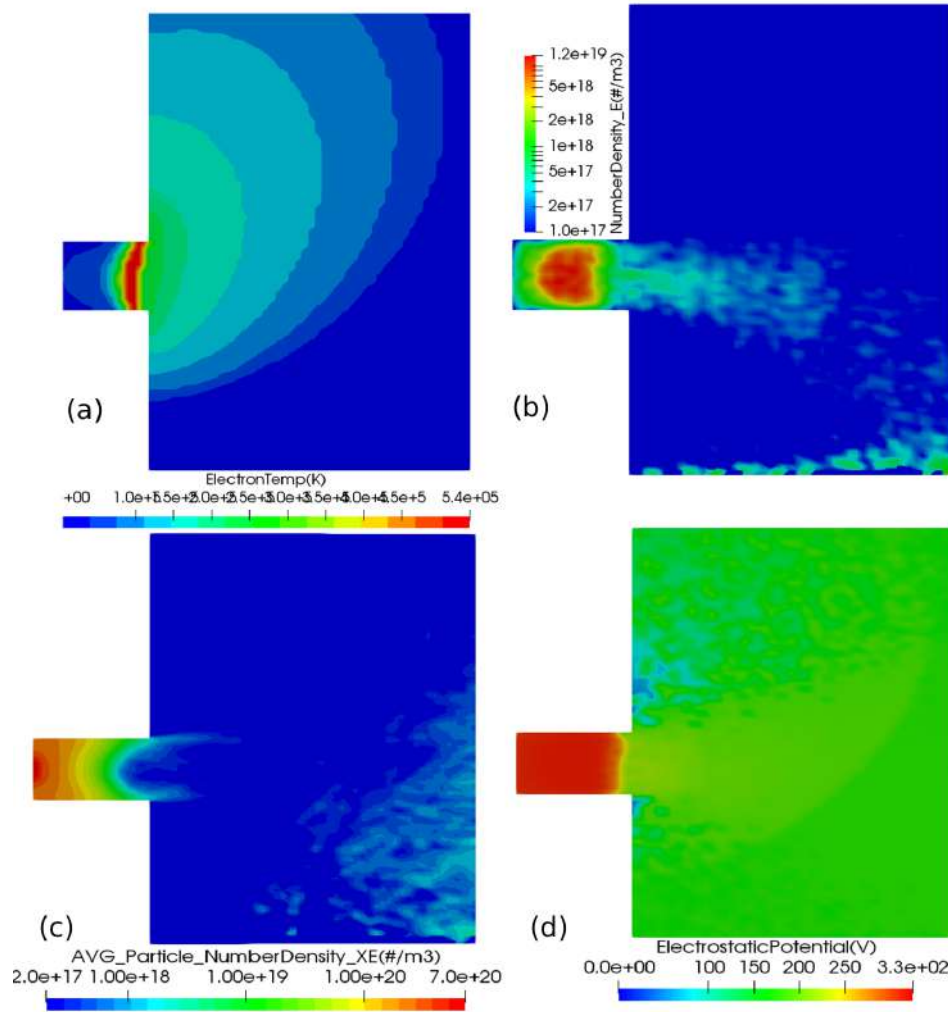 1.2e+19
5e+18
2e+18
1e+18
5e+17
2e+17
1.0e+17
NumberDensity_E(#/m3)
(a)
(b)
ElectronTemp(K)
+00
5.4e+05
(c)
(d)
AVG_Particle_NumberDensity_XE(#/m3)
2.0e+17 1.00e+18 1.00e+19 1.00e+20 7.0e+20
ElectrostaticPotential(V)
0.0e+00 100 150 200 250 3.3e+02